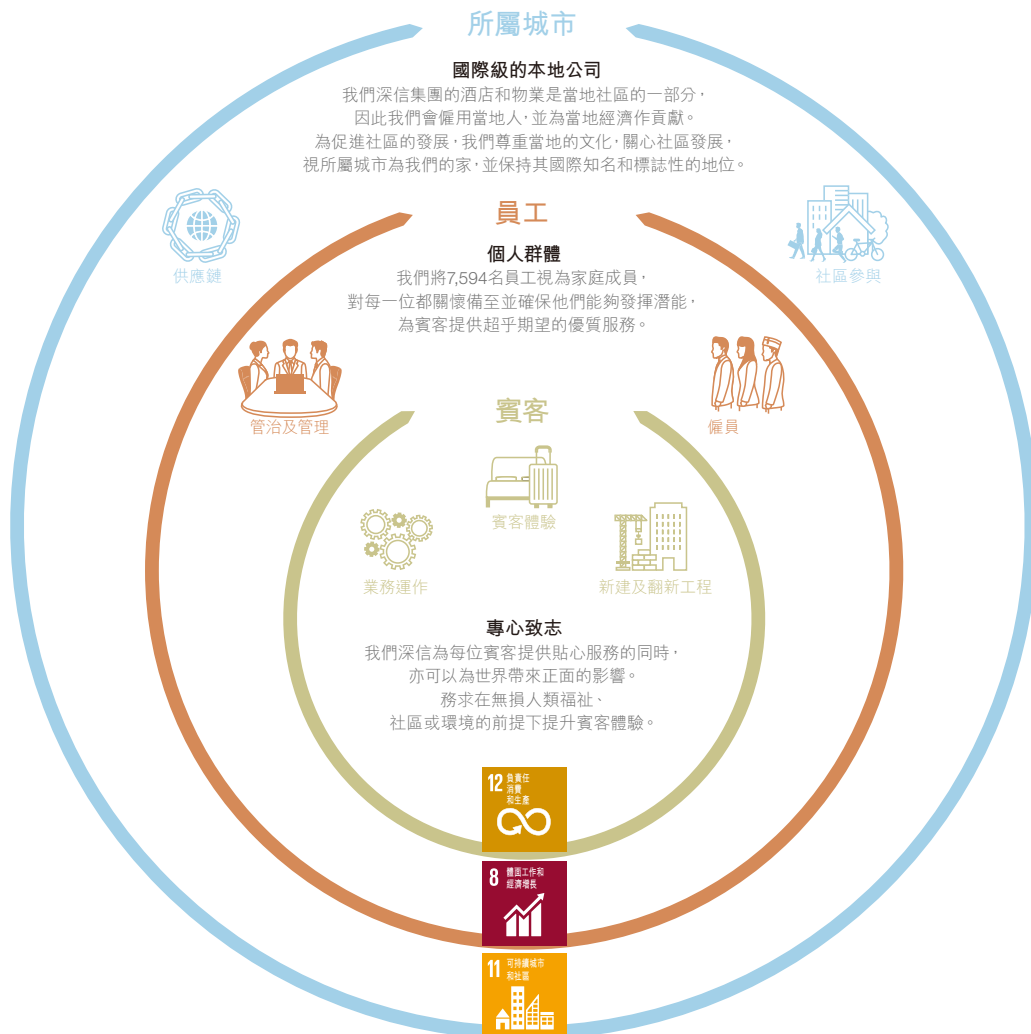 所屬城市
國際級的本地公司
我們深信集團的酒店和物業是當地社區的一部分，
因此我們會僱用當地人，並為當地經濟作貢獻。
為促進社區的發展，我們尊重當地的文化，關心社區發展，
視所屬城市為我們的家，並保持其國際知名和標誌性的地位。
供應鏈
社區參與
員工
個人群體
我們將7,594名員工視為家庭成員，
對每一位都關懷備至並確保他們能夠發揮潛能，
為賓客提供超乎期望的優質服務。
管治及管理
僱員
賓客
賓客體驗
業務運作
新建及翻新工程
專心致志
我們深信為每位賓客提供貼心服務的同時，
亦可以為世界帶來正面的影響。
務求在無損人類福祉、
社區或環境的前提下提升賓客體驗。
12 負責任
消費
和生產
8 體面工作和
經濟增長
11 可持續城市
和社區